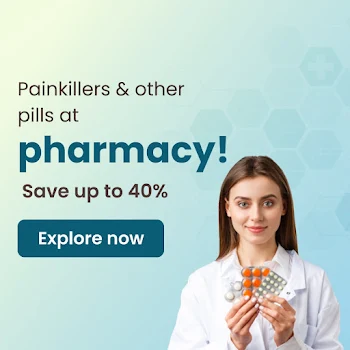 Painkillers & other
pills at
pharmacy!
Save up to 40%
Explore now